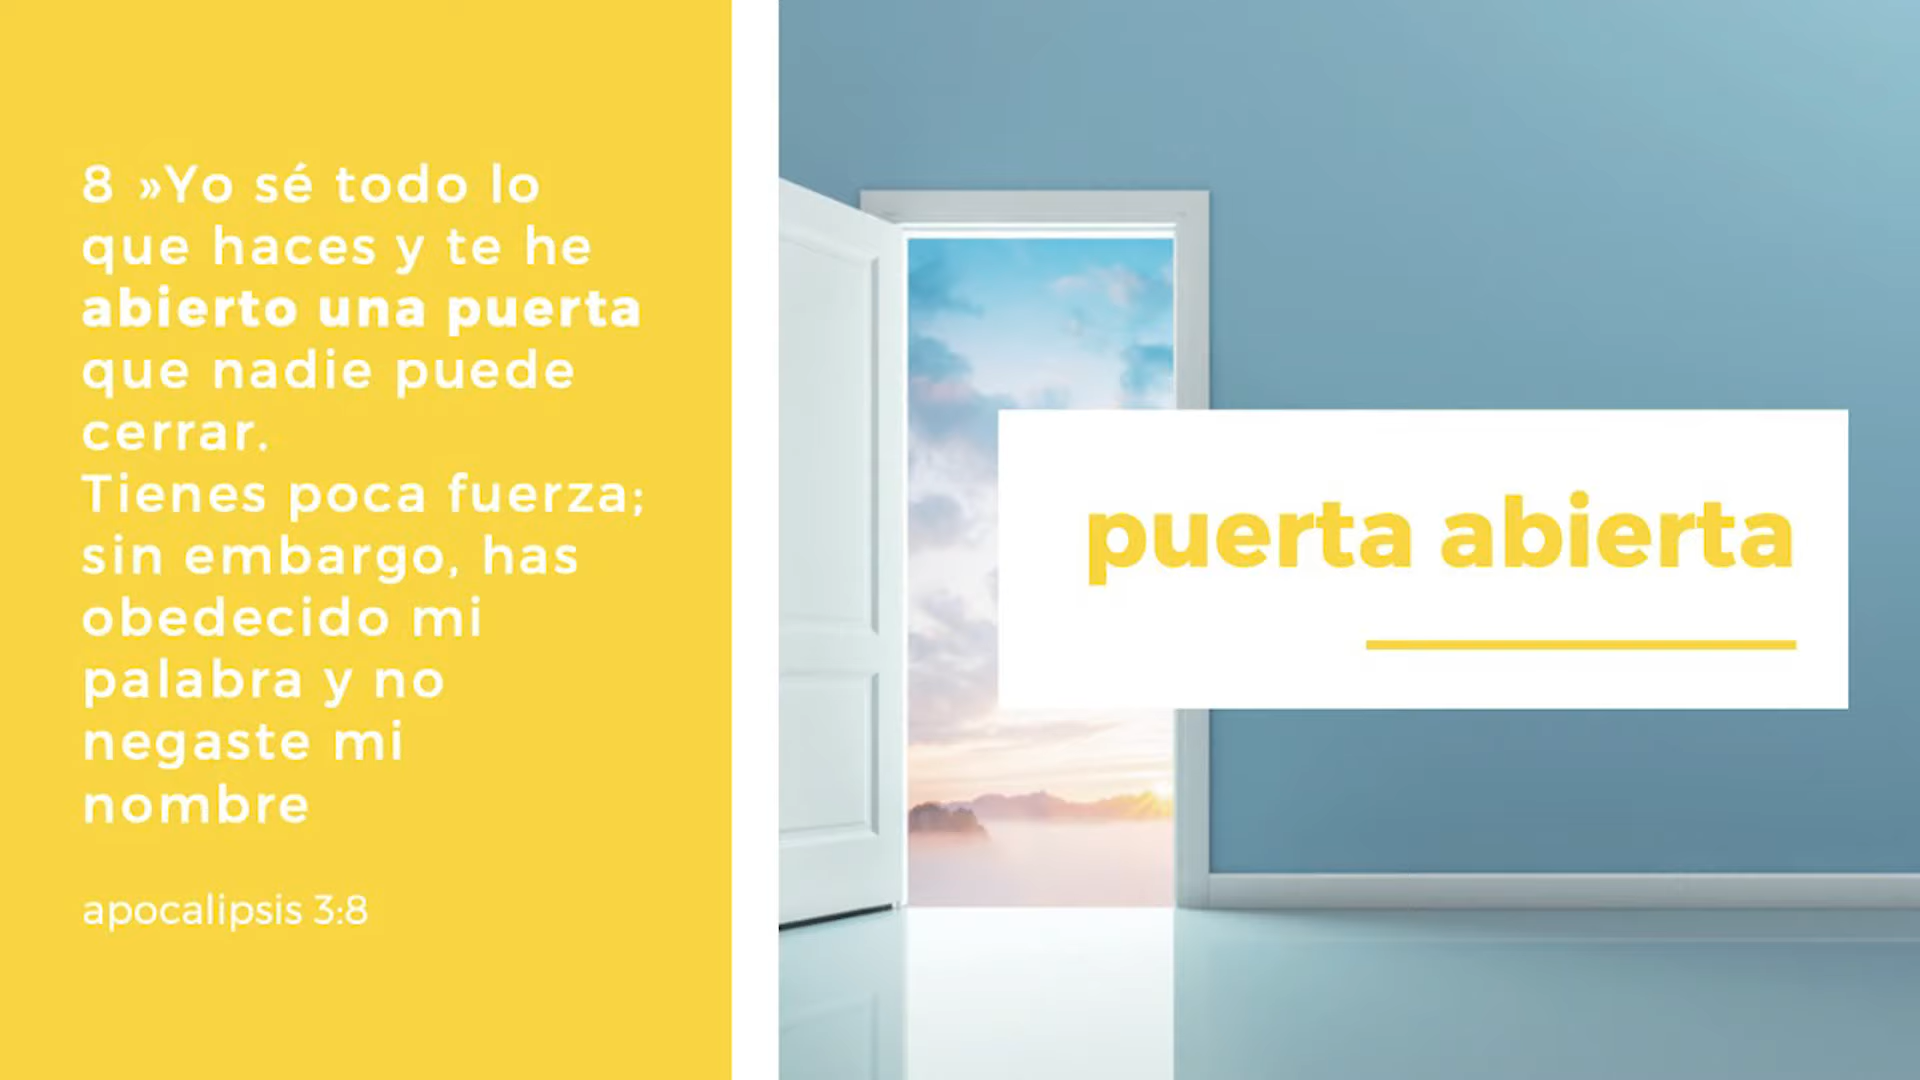 8 »Yo sé todo lo
que haces y te he
abierto una puerta
que nadie puede
cerrar.
Tienes poca fuerza;
sin embargo, has
obedecido mi
palabra y no
negaste mi
nombre
apocalipsis 3:8
puerta abierta